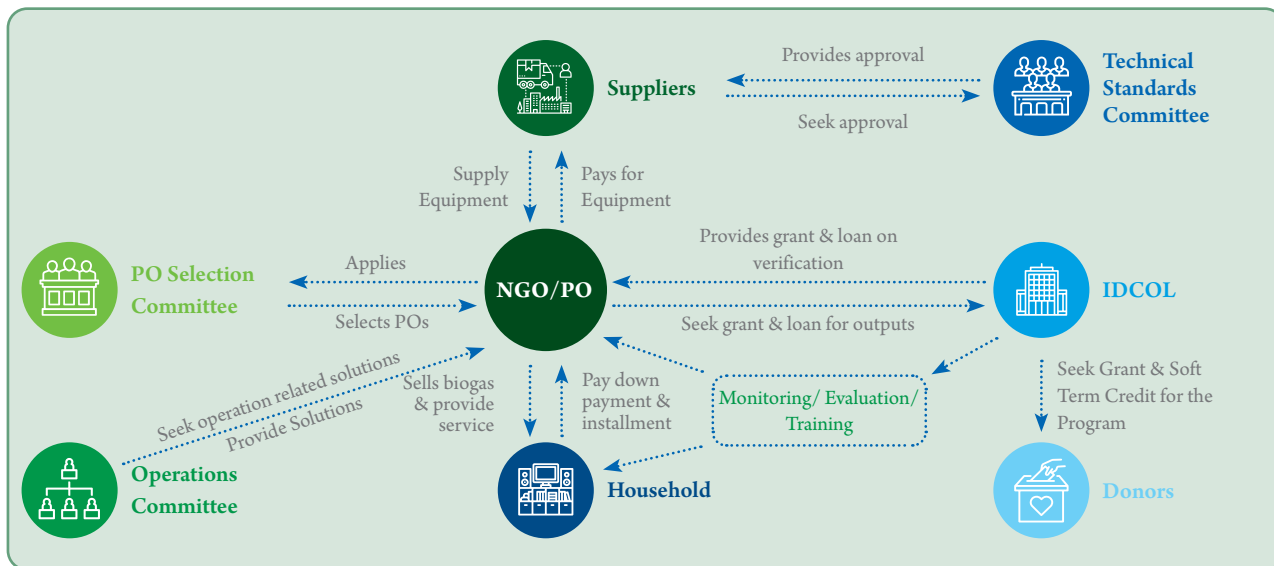 Provides approval
Suppliers
Technical
Standards
Committee
Seek approval
Supply
Equipment
Pays for
Equipment
Provides grant & loan on
verification
PO Selection
Committee
Applies
NGO/PO
IDCOL
Selects POs
Seek grant & loan for outputs
Seek operation related solutions
Provide Solutions
Sells biogas
& provide
service
Pay down
payment &
installment
Monitoring/ Evaluation/
Training
Seek Grant & Soft
Term Credit for the
Program
Operations
Committee
Household
Donors